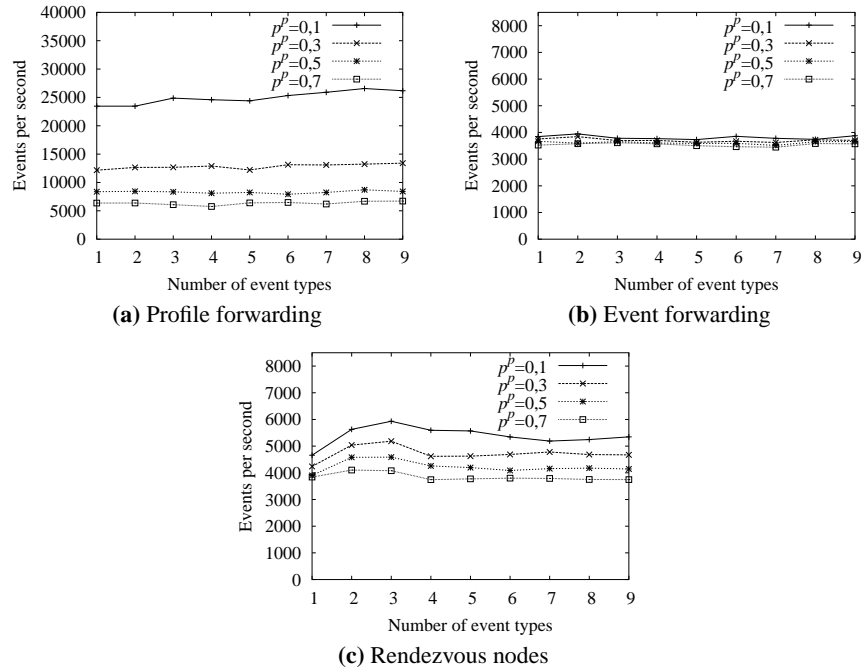 40000
35000
30000
25000
20000
15000
10000
5000
0
Events per second
p^p=0,1
p^p=0,3
p^p=0,5
p^p=0,7
1 2 3 4 5 6 7 8 9
Number of event types
(a) Profile forwarding
8000
7000
6000
5000
4000
3000
2000
1000
0
Events per second
p^p=0,1
p^p=0,3
p^p=0,5
p^p=0,7
1 2 3 4 5 6 7 8 9
Number of event types
(b) Event forwarding
8000
7000
6000
5000
4000
3000
2000
1000
0
Events per second
p^p=0,1
p^p=0,3
p^p=0,5
p^p=0,7
1 2 3 4 5 6 7 8 9
Number of event types
(c) Rendezvous nodes